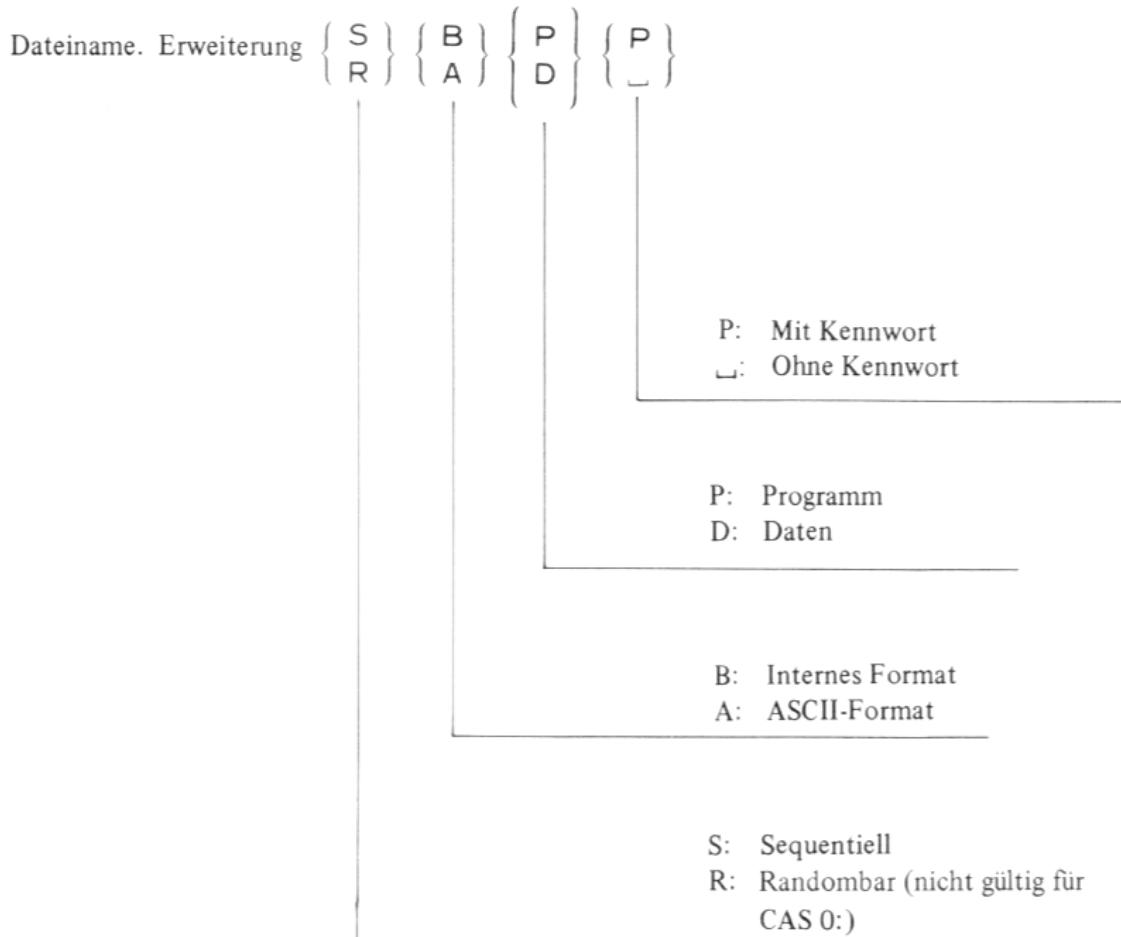 Dateiname. Erweiterung { S R } { B A } { P D } { P ⎵ }
P: Mit Kennwort
⎵: Ohne Kennwort
P: Programm
D: Daten
B: Internes Format
A: ASCII-Format
S: Sequentiell
R: Randombar (nicht gültig für
CAS 0:)